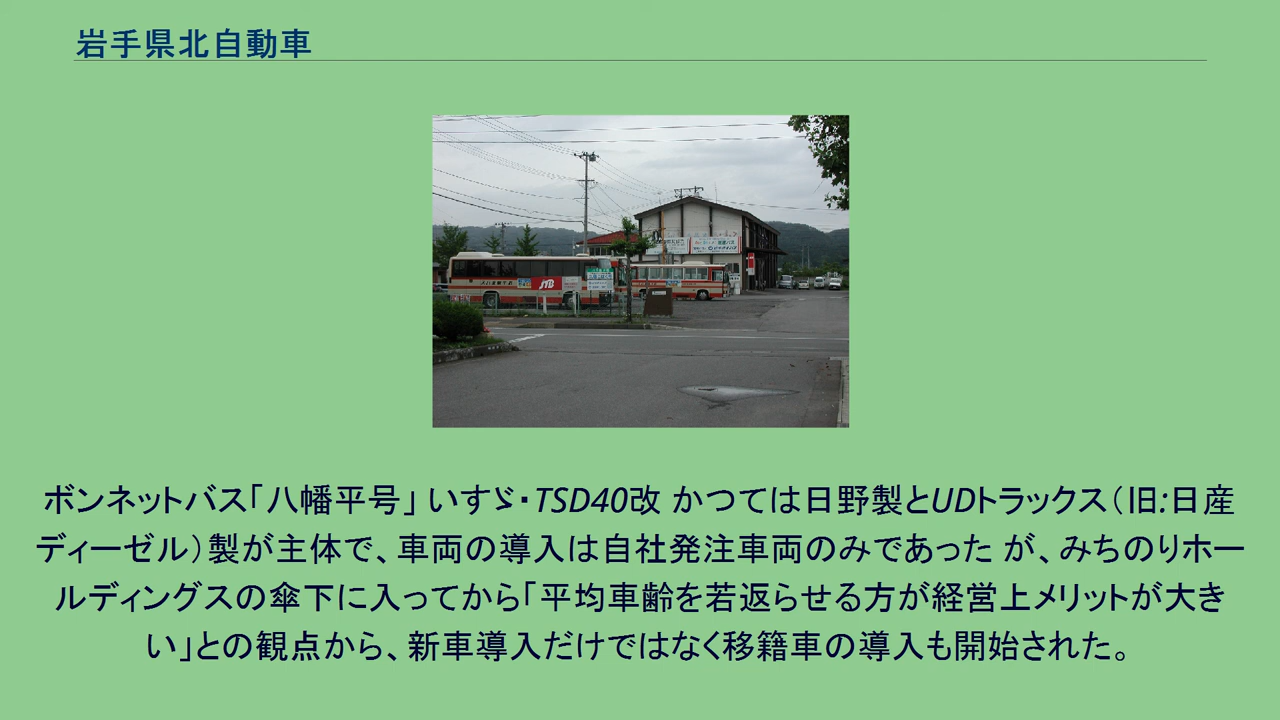 岩手県北自動車
JTB
ボンネットバス「八幡平号」 いすゞ・TSD40改 かつては日野製とUDトラックス（旧:日産
ディーゼル）製が主体で、車両の導入は自社発注車両のみであった が、みちのりホー
ルディングスの傘下に入ってから「平均車齢を若返らせる方が経営上メリットが大き
い」との観点から、新車導入だけではなく移籍車の導入も開始された。